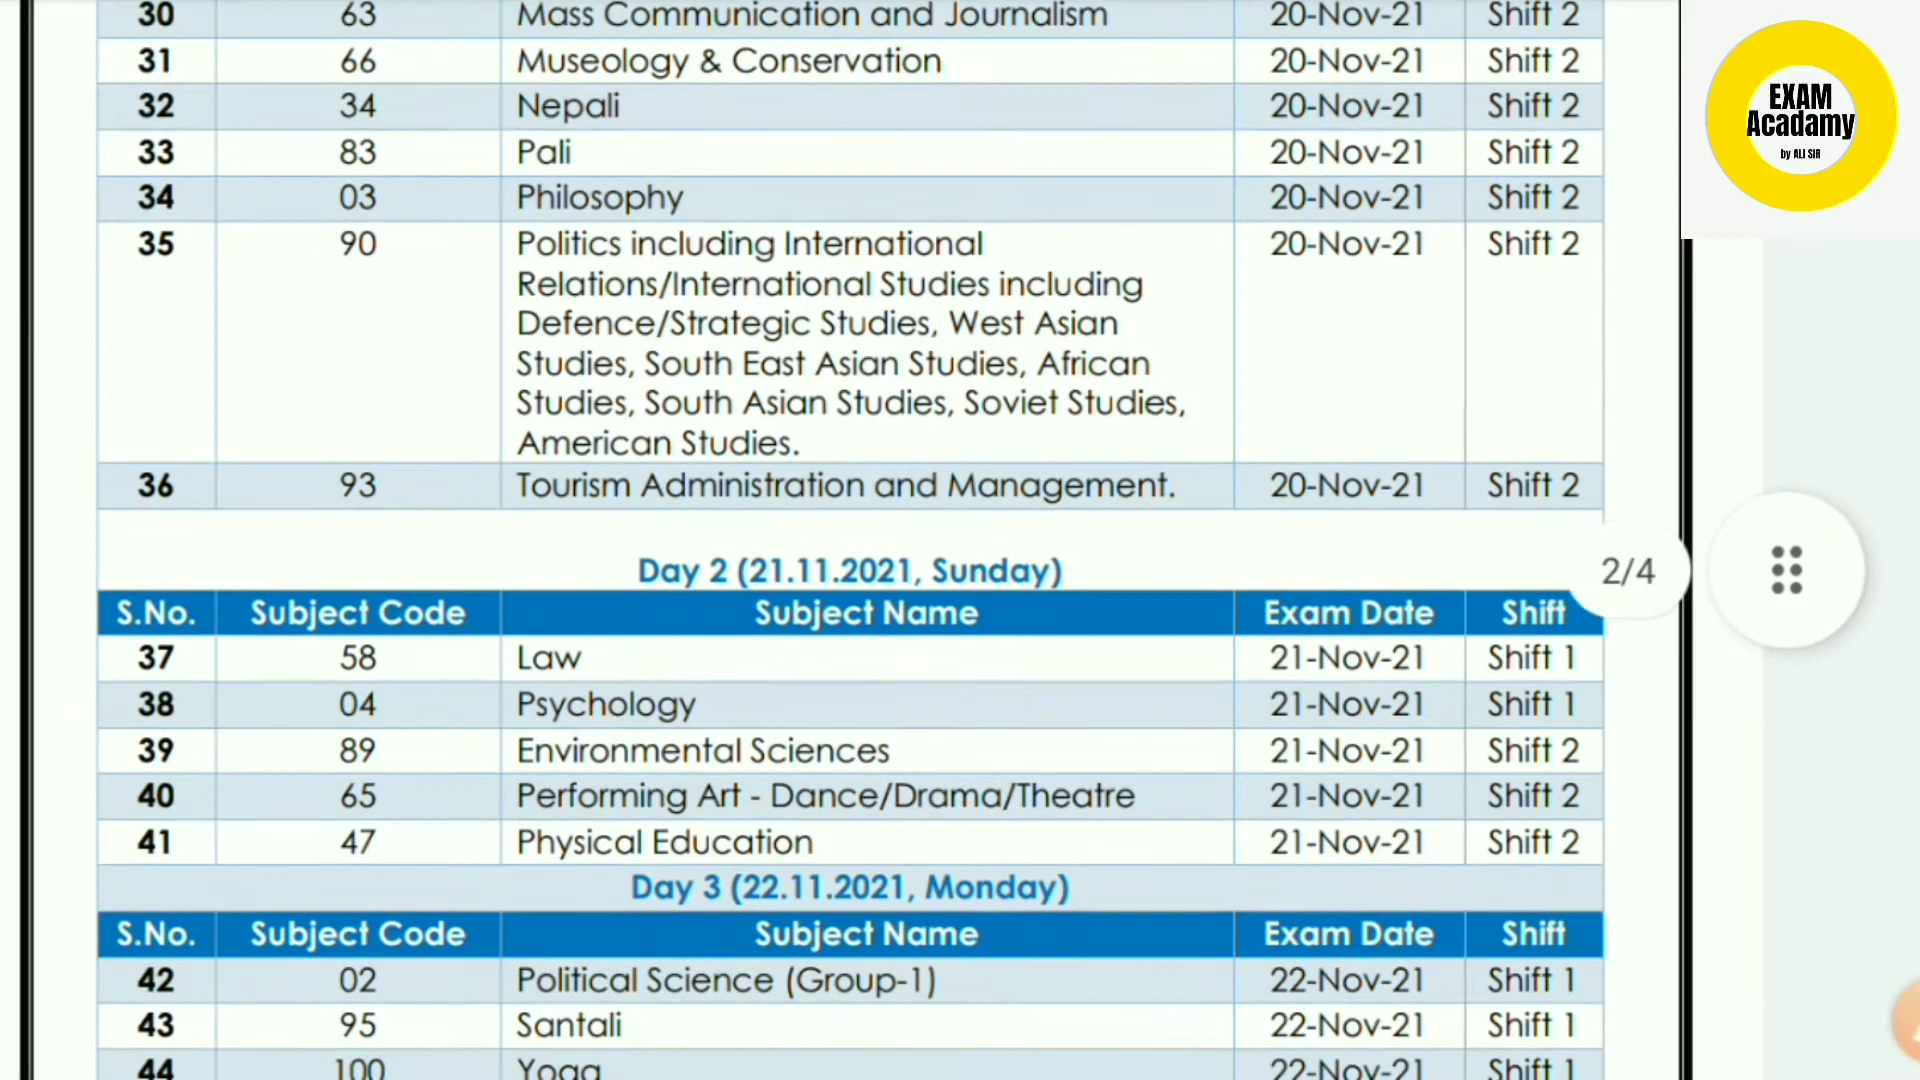 30 63 Mass Communication and Journalism 20-Nov-21 Shift 2
31 66 Museology & Conservation 20-Nov-21 Shift 2
32 34 Nepali 20-Nov-21 Shift 2
33 83 Pali 20-Nov-21 Shift 2
34 03 Philosophy 20-Nov-21 Shift 2
35 90 Politics including International 20-Nov-21 Shift 2
Relations/International Studies including
Defence/Strategic Studies, West Asian
Studies, South East Asian Studies, African
Studies, South Asian Studies, Soviet Studies,
American Studies.
36 93 Tourism Administration and Management. 20-Nov-21 Shift 2
Day 2 (21.11.2021, Sunday)
S.No. Subject Code Subject Name Exam Date Shift
37 58 Law 21-Nov-21 Shift 1
38 04 Psychology 21-Nov-21 Shift 1
39 89 Environmental Sciences 21-Nov-21 Shift 2
40 65 Performing Art - Dance/Drama/Theatre 21-Nov-21 Shift 2
41 47 Physical Education 21-Nov-21 Shift 2
Day 3 (22.11.2021, Monday)
S.No. Subject Code Subject Name Exam Date Shift
42 02 Political Science (Group-1) 22-Nov-21 Shift 1
43 95 Santali 22-Nov-21 Shift 1
44 100 Yoga 22-Nov-21 Shift 1
EXAM
Acadamy
by ALI SIR
2/4